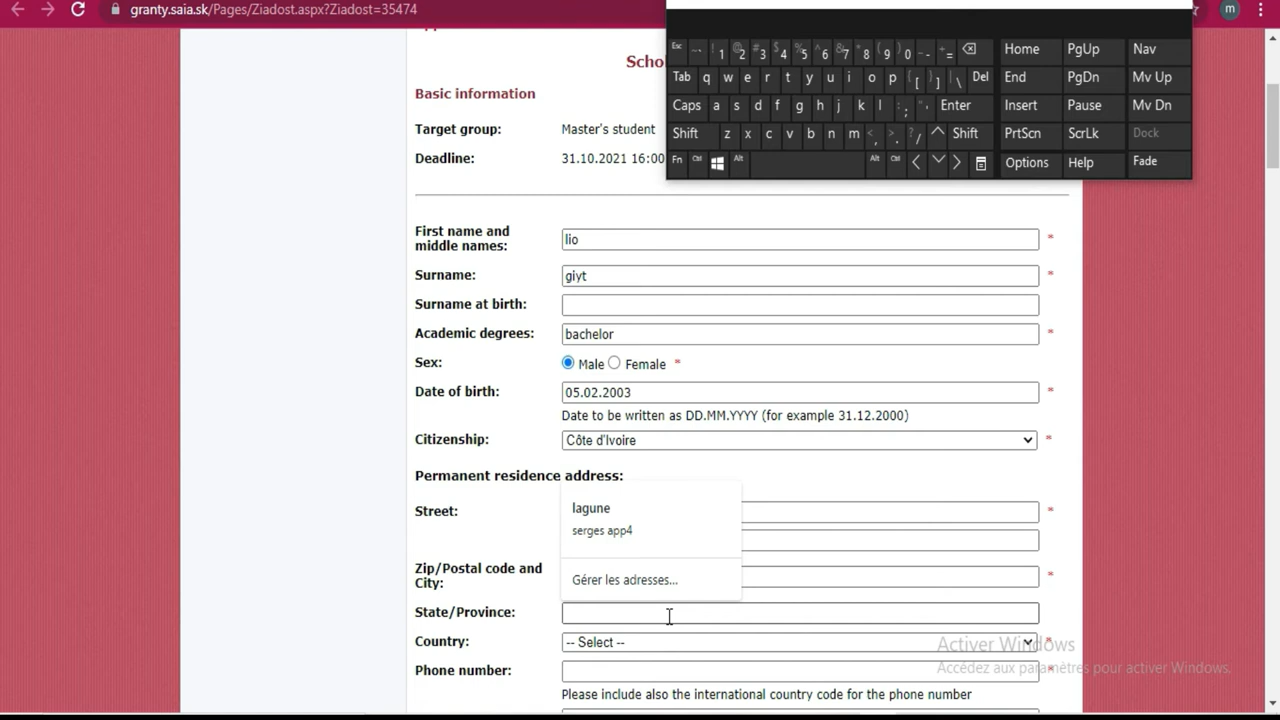 granty.saia.sk/Pages/Ziadost.aspx?Ziadost=35474
m
Esc ~` !1 @2 #3 $4 %5 ^6 &7 *8 (9 )0 _- += Home PgUp Nav
Tab q w e r t y u i o p {[ }] |\ Del End PgDn Mv Up
Caps a s d f g h j k l :; "' Enter Insert Pause Mv Dn
Shift z x c v b n m <, >. ?/ Shift PrtScn ScrLk Dock
Fn Ctrl Alt Alt Ctrl Options Help Fade
Schol
Basic information
Target group: Master's student
Deadline: 31.10.2021 16:00
First name and
middle names: lio *
Surname: giyt *
Surname at birth:
Academic degrees: bachelor *
Sex: Male Female *
Date of birth: 05.02.2003 *
Date to be written as DD.MM.YYYY (for example 31.12.2000)
Citizenship: Côte d'Ivoire *
Permanent residence address:
Street: *
lagune
serges app4
Gérer les adresses...
Zip/Postal code and
City: *
State/Province:
Country: -- Select -- *
Phone number: *
Please include also the international country code for the phone number
Activer Windows
Accédez aux paramètres pour activer Windows.